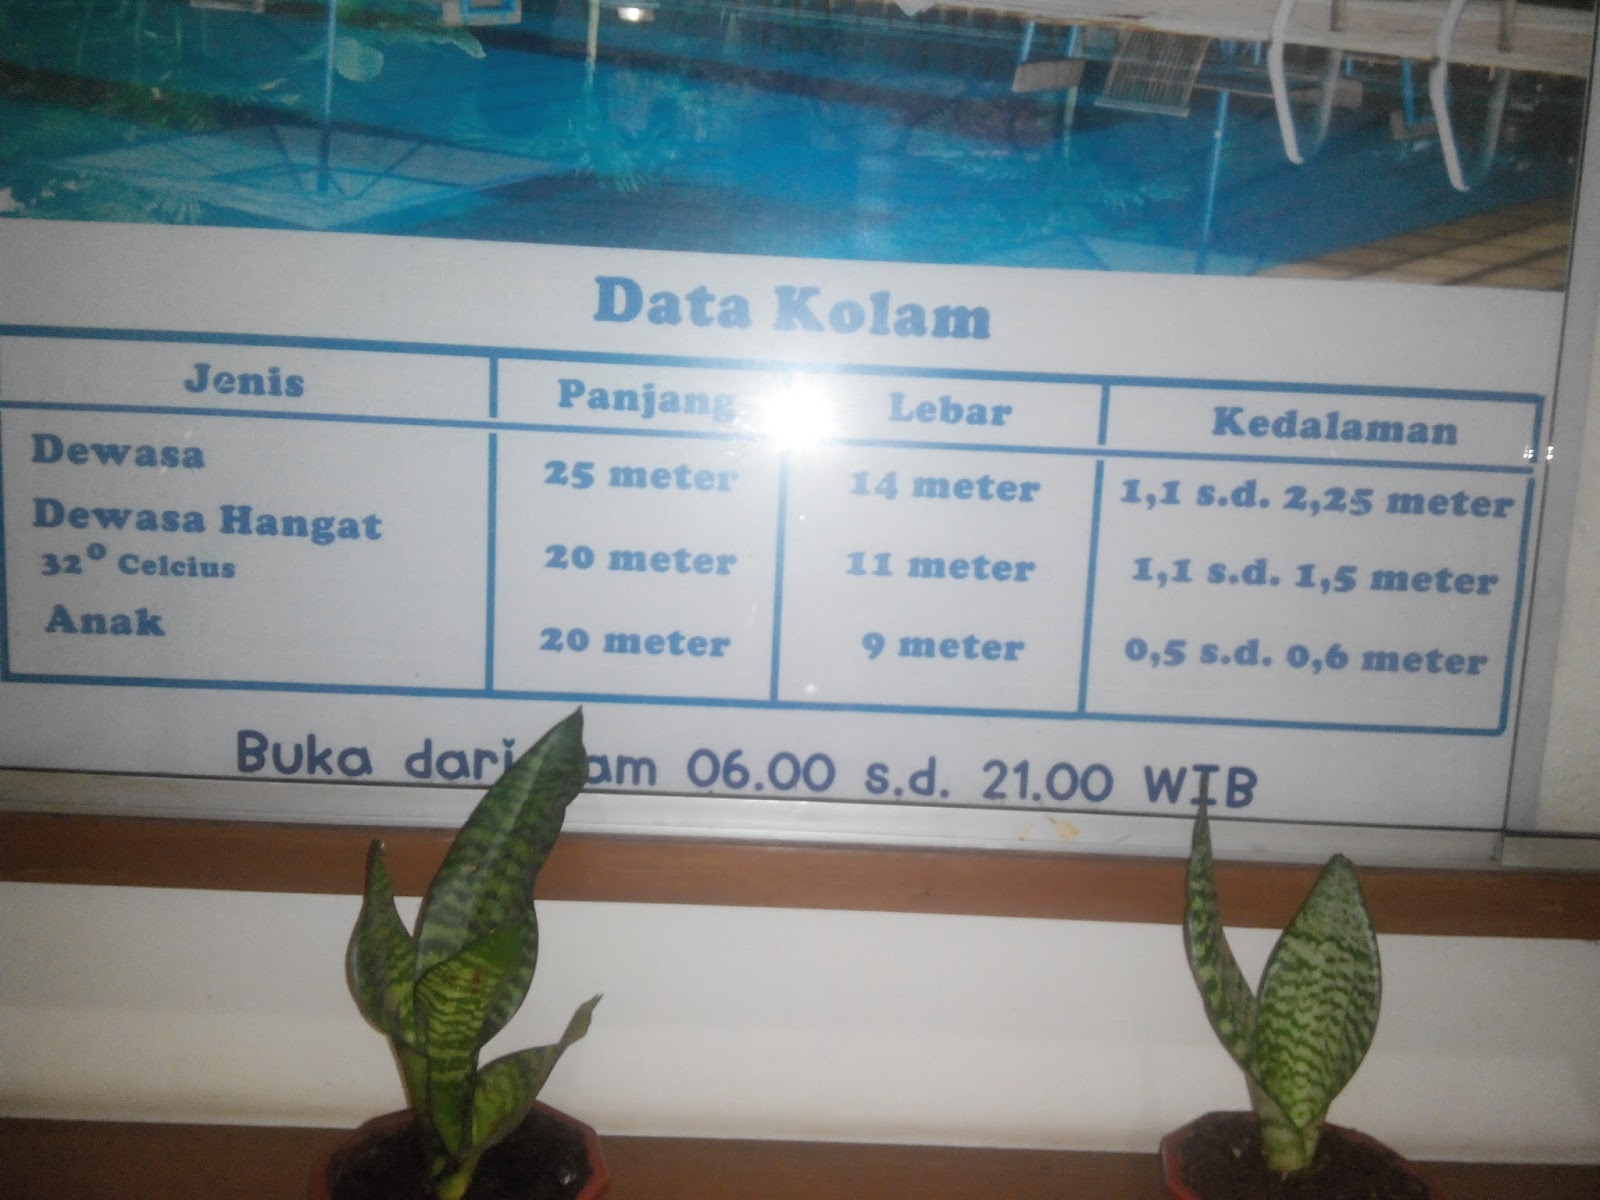 Data Kolam
Jenis Panjang Lebar Kedalaman
Dewasa 25 meter 14 meter 1,1 s.d. 2,25 meter
Dewasa Hangat 20 meter 11 meter 1,1 s.d. 1,5 meter
32° Celcius
Anak 20 meter 9 meter 0,5 s.d. 0,6 meter
Buka dari jam 06.00 s.d. 21.00 WIB